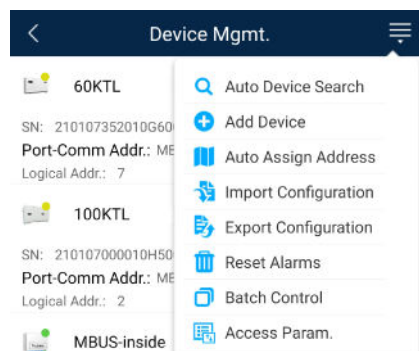 Device Mgmt.
60KTL
SN: 210107352010G60
Port-Comm Addr.: ME
Logical Addr.: 7
100KTL
SN: 210107000010H50
Port-Comm Addr.: ME
Logical Addr.: 2
MBUS-inside
Auto Device Search
Add Device
Auto Assign Address
Import Configuration
Export Configuration
Reset Alarms
Batch Control
Access Param.